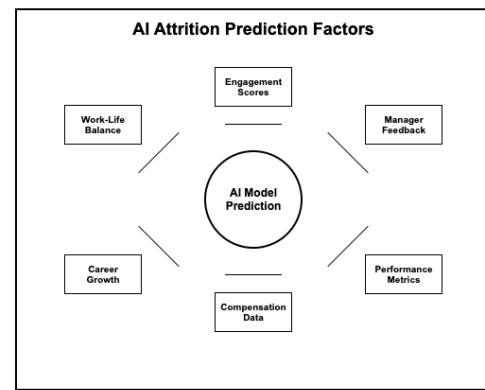 AI Attrition Prediction Factors
Engagement
Scores
Work-Life
Balance
Manager
Feedback
AI Model
Prediction
Career
Growth
Performance
Metrics
Compensation
Data